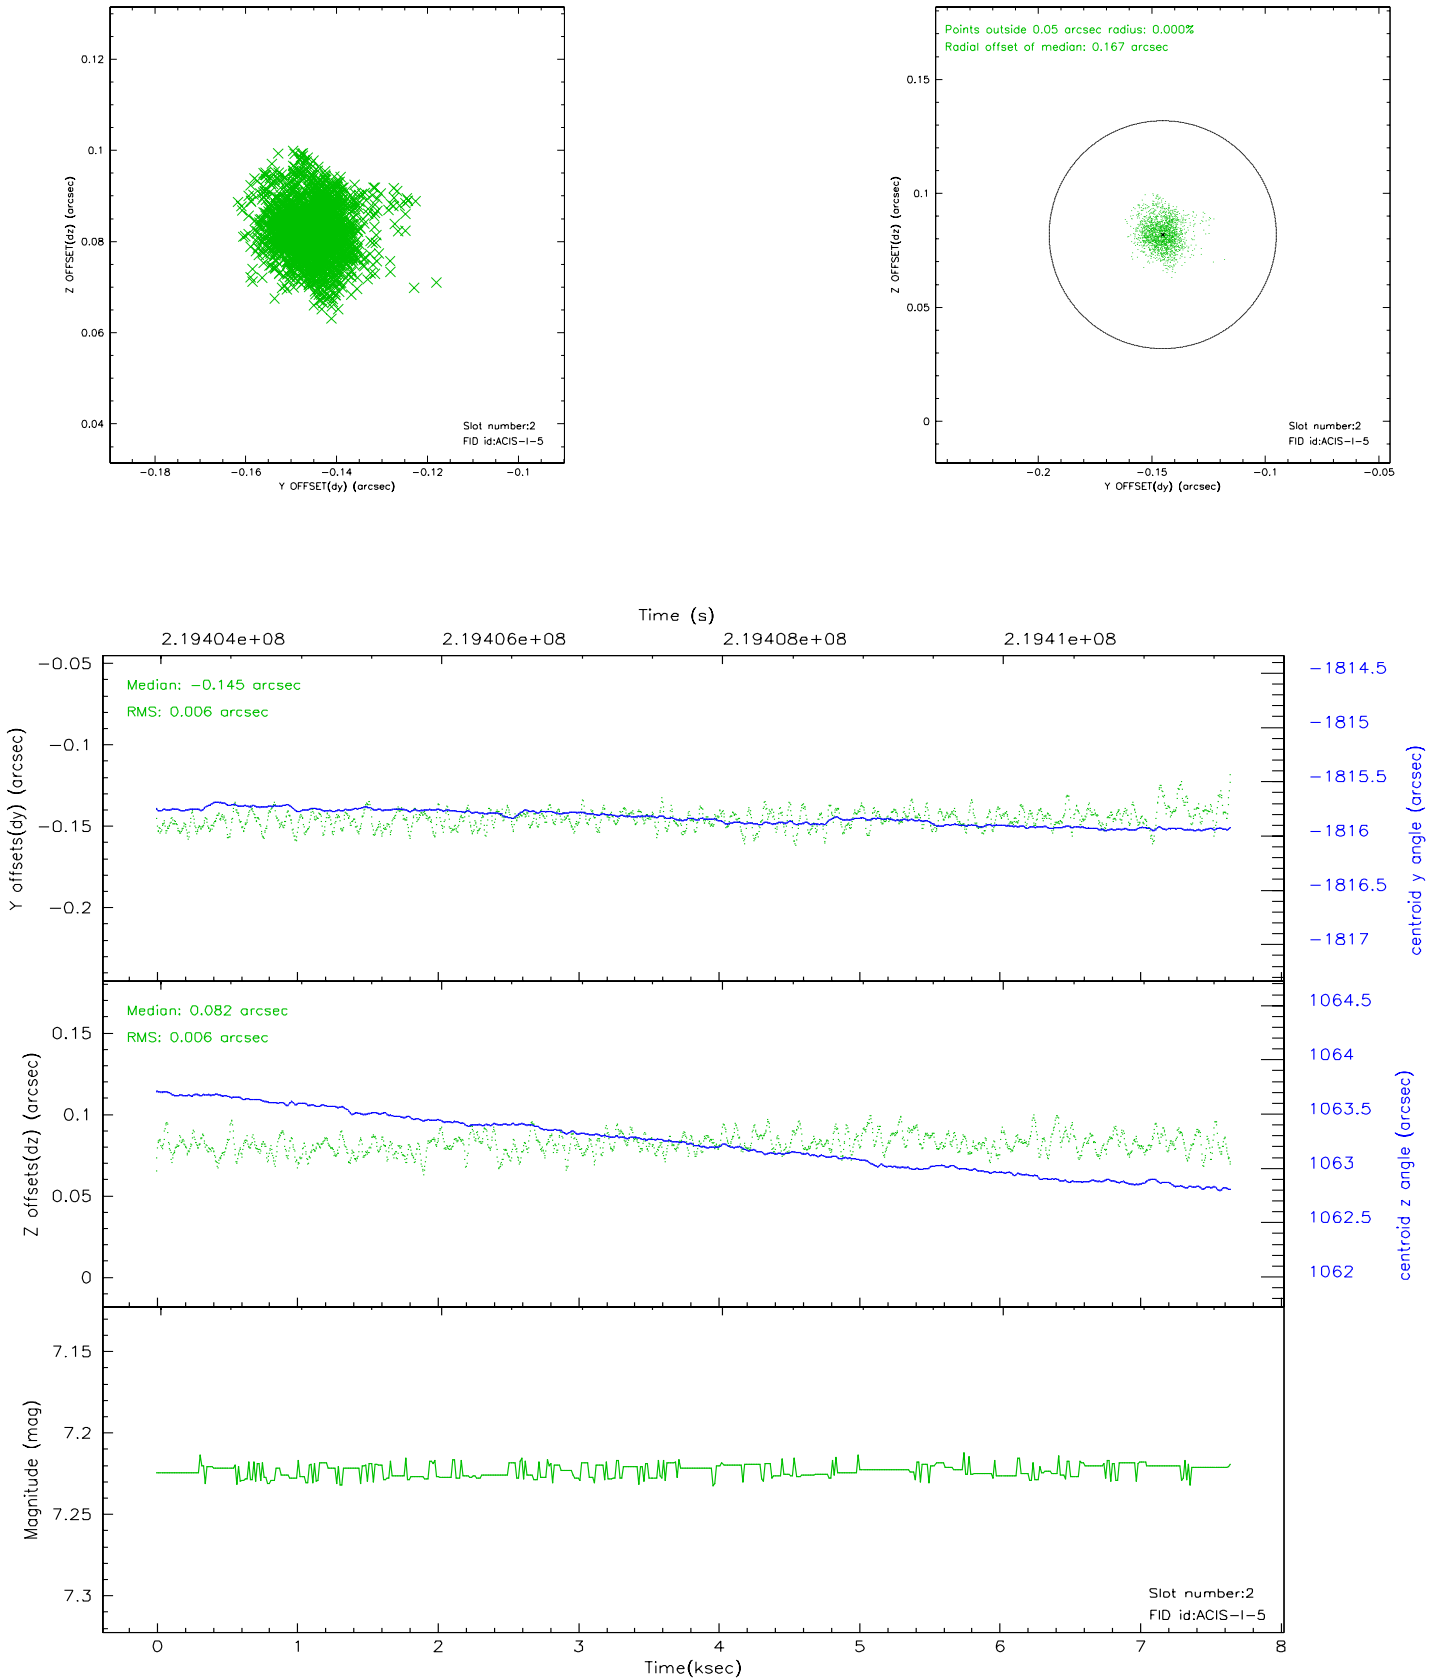 0.12
0.1
0.08
0.06
0.04
Z OFFSET(dz) (arcsec)
Slot number:2
FID id:ACIS-I-5
-0.18
-0.16
-0.14
-0.12
-0.1
Y OFFSET(dy) (arcsec)
Points outside 0.05 arcsec radius: 0.000%
Radial offset of median: 0.167 arcsec
0.15
0.1
0.05
0
Z OFFSET(dz) (arcsec)
Slot number:2
FID id:ACIS-I-5
-0.2
-0.15
-0.1
-0.05
Y OFFSET(dy) (arcsec)
Time (s)
2.19404e+08
2.19406e+08
2.19408e+08
2.1941e+08
-0.05
-0.1
-0.15
-0.2
Y offsets(dy) (arcsec)
Median: -0.145 arcsec
RMS: 0.006 arcsec
-1814.5
-1815
-1815.5
-1816
-1816.5
-1817
centroid y angle (arcsec)
0.15
0.1
0.05
0
Z offsets(dz) (arcsec)
Median: 0.082 arcsec
RMS: 0.006 arcsec
1064.5
1064
1063.5
1063
1062.5
1062
centroid z angle (arcsec)
7.15
7.2
7.25
7.3
Magnitude (mag)
Slot number:2
FID id:ACIS-I-5
0
1
2
3
4
5
6
7
8
Time(ksec)